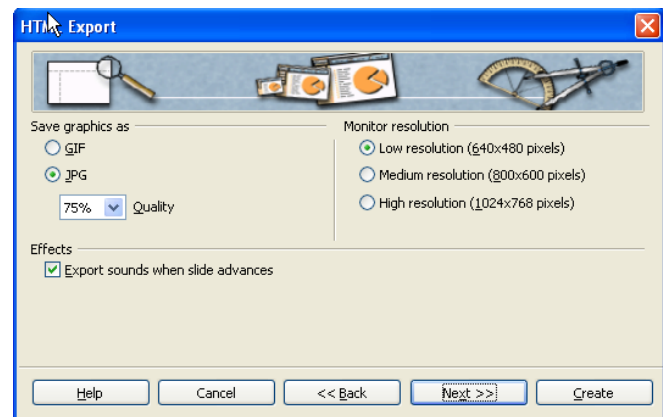 HTML Export
Save graphics as
GIF
JPG
75% Quality
Monitor resolution
Low resolution (640x480 pixels)
Medium resolution (800x600 pixels)
High resolution (1024x768 pixels)
Effects
Export sounds when slide advances
Help Cancel << Back Next >> Create